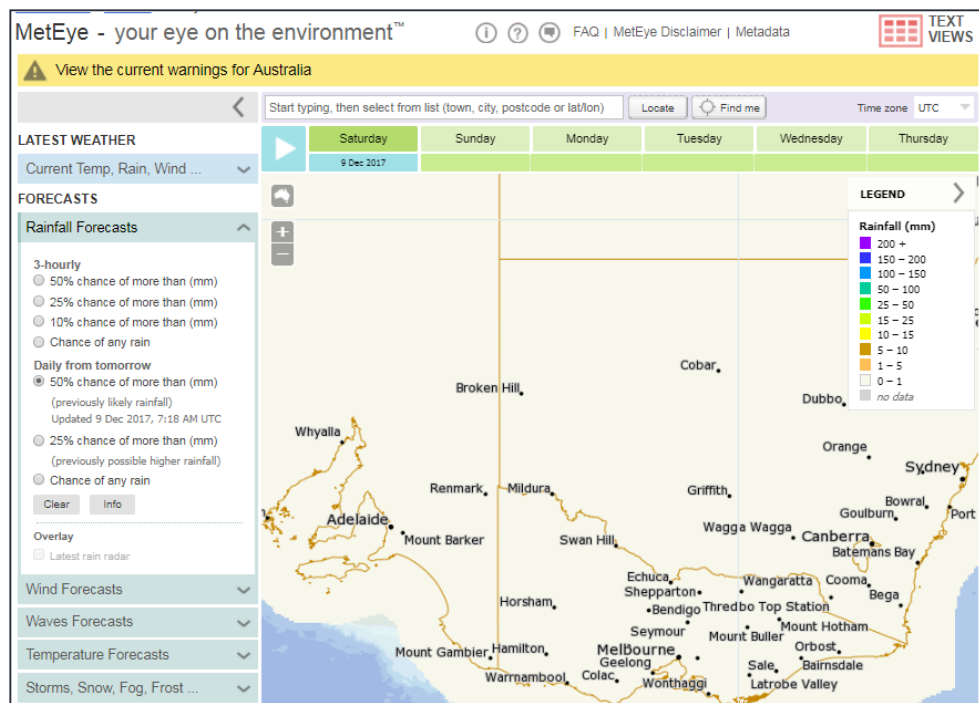 MetEye - your eye on the environment™
FAQ | MetEye Disclaimer | Metadata
TEXT
VIEWS
View the current warnings for Australia
Start typing, then select from list (town, city, postcode or lat/lon)
Locate
Find me
Time zone
UTC
LATEST WEATHER
Current Temp, Rain, Wind ...
FORECASTS
Rainfall Forecasts
3-hourly
50% chance of more than (mm)
25% chance of more than (mm)
10% chance of more than (mm)
Chance of any rain
Daily from tomorrow
50% chance of more than (mm)
(previously likely rainfall)
Updated 9 Dec 2017, 7:18 AM UTC
25% chance of more than (mm)
(previously possible higher rainfall)
Chance of any rain
Clear
Info
Overlay
Latest rain radar
Wind Forecasts
Waves Forecasts
Temperature Forecasts
Storms, Snow, Fog, Frost ...
Saturday
Sunday
Monday
Tuesday
Wednesday
Thursday
9 Dec 2017
LEGEND
Rainfall (mm)
200 +
150 – 200
100 – 150
50 – 100
25 – 50
15 – 25
10 – 15
5 – 10
1 – 5
0 – 1
no data
Cobar
Broken Hill
Dubbo
Whyalla
Orange
Sydney
Renmark
Mildura
Griffith
Bowral
Goulburn
Port
Adelaide
Wagga Wagga
Canberra
Mount Barker
Swan Hill
Batemans Bay
Echuca
Wangaratta
Cooma
Shepparton
Bega
Horsham
Bendigo
Thredbo Top Station
Seymour
Mount Hotham
Mount Buller
Mount Gambier
Hamilton
Melbourne
Orbost
Geelong
Sale
Bairnsdale
Warrnambool
Colac
Wonthaggi
Latrobe Valley